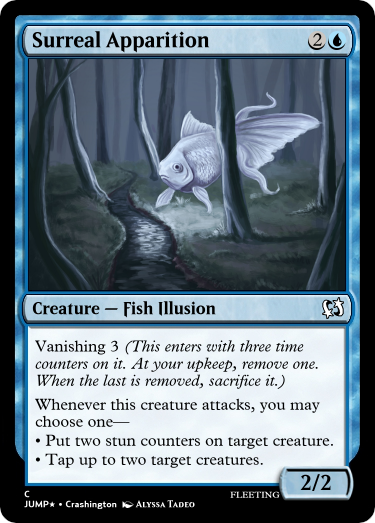 Surreal Apparition 2
Creature — Fish Illusion
Vanishing 3 (This enters with three time
counters on it. At your upkeep, remove one.
When the last is removed, sacrifice it.)
Whenever this creature attacks, you may
choose one—
• Put two stun counters on target creature.
• Tap up to two target creatures.
2/2
C
FLEETING
JUMP★ • Crashington Alyssa Tadeo